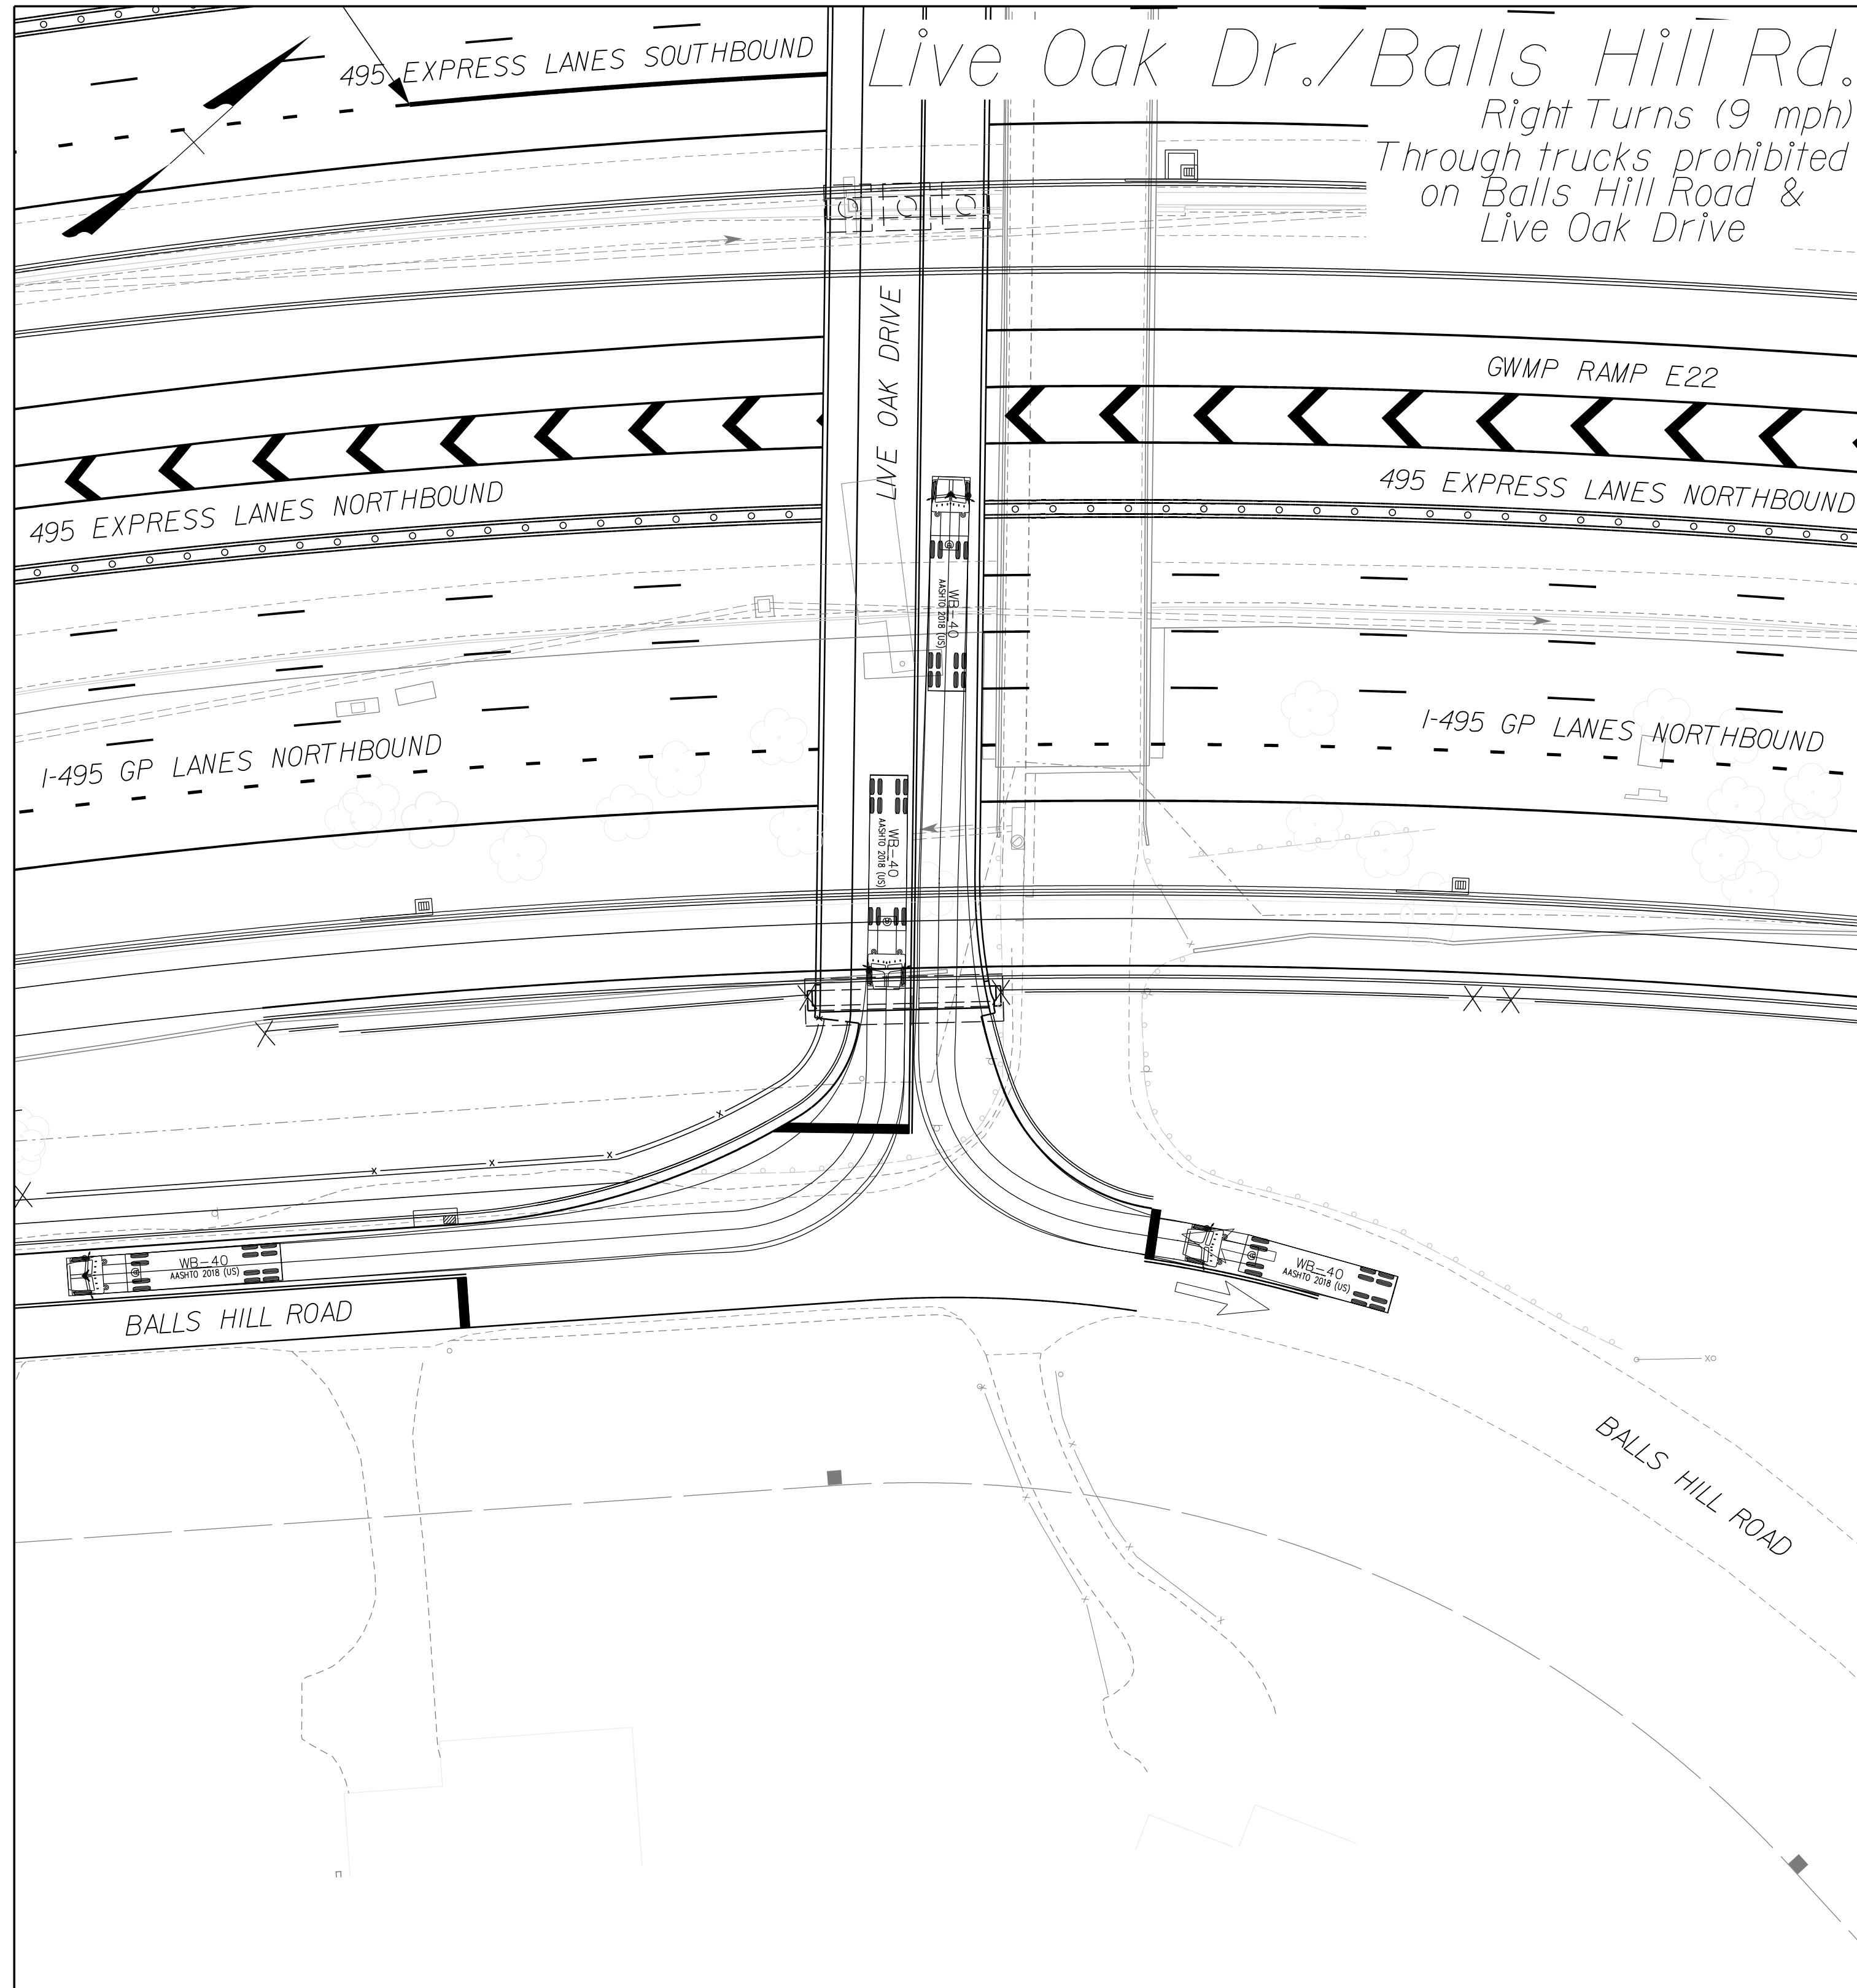 Live Oak Dr./Balls Hill Rd.
Right Turns (9 mph)
Through trucks prohibited
on Balls Hill Road &
Live Oak Drive
495 EXPRESS LANES SOUTHBOUND
LIVE OAK DRIVE
GWMP RAMP E22
495 EXPRESS LANES NORTHBOUND
495 EXPRESS LANES NORTHBOUND
WB-40
AASHTO 2018 (US)
I-495 GP LANES NORTHBOUND
I-495 GP LANES NORTHBOUND
WB-40
AASHTO 2018 (US)
WB-40
AASHTO 2018 (US)
WB-40
AASHTO 2018 (US)
BALLS HILL ROAD
BALLS HILL ROAD